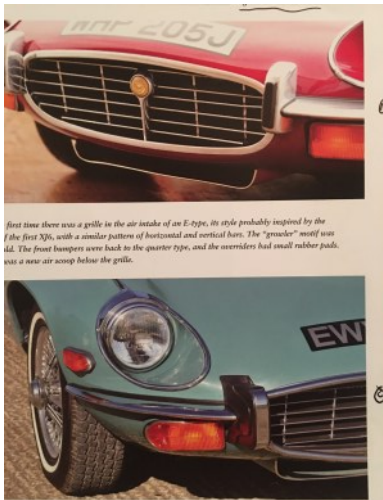 WHP 205J
first time there was a grille in the air intake of an E-type, its style probably inspired by the
f the first XJ6, with a similar pattern of horizontal and vertical bars. The "growler" motif was
ld. The front bumpers were back to the quarter type, and the overriders had small rubber pads.
was a new air scoop below the grille.
EW